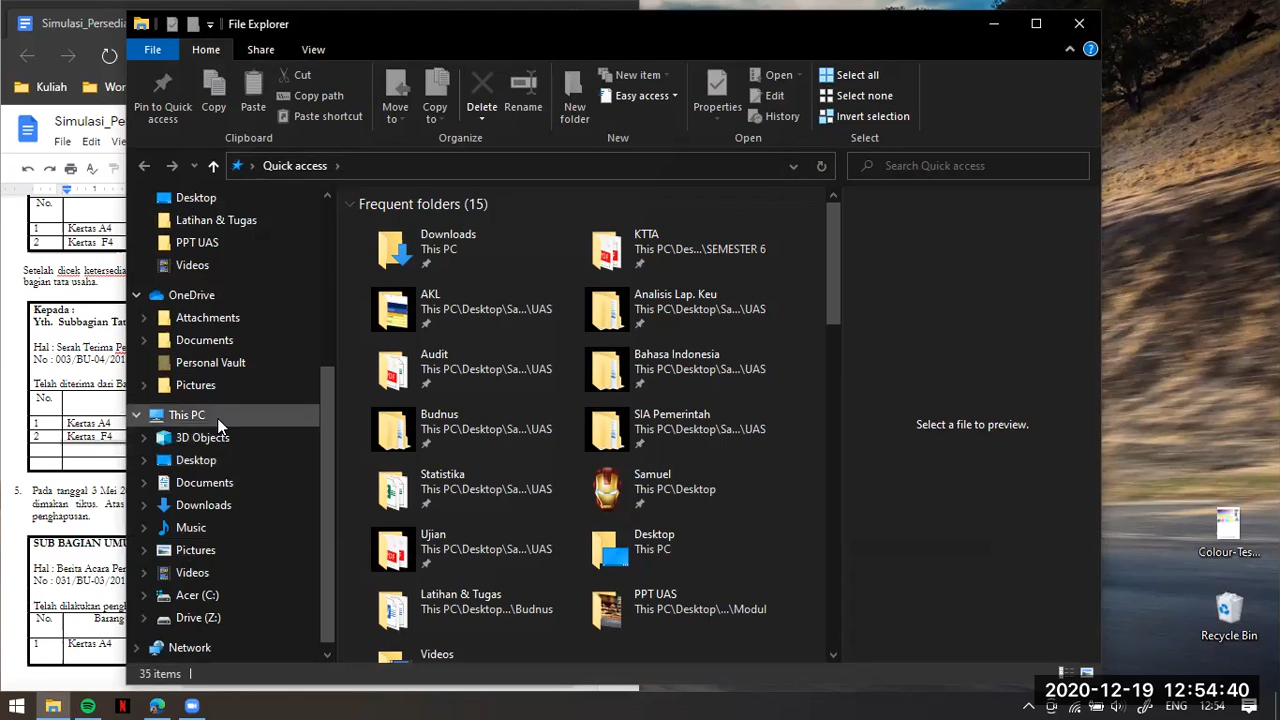 Simulasi_Persedia
File Explorer
File Home Share View
Kuliah
Wor
Pin to Quick access
Copy
Paste
Cut
Copy path
Paste shortcut
Clipboard
Move to
Copy to
Delete
Rename
Organize
New folder
New item
Easy access
New
Properties
Open
Edit
History
Open
Select all
Select none
Invert selection
Select
Simulasi_Per
File Edit Vie
Quick access
Search Quick access
Desktop
Latihan & Tugas
PPT UAS
Videos
OneDrive
Attachments
Documents
Personal Vault
Pictures
This PC
3D Objects
Desktop
Documents
Downloads
Music
Pictures
Videos
Acer (C:)
Drive (Z:)
Network
35 items
Frequent folders (15)
Downloads
This PC
KTTA
This PC\Des...\SEMESTER 6
AKL
This PC\Desktop\Sa...\UAS
Analisis Lap. Keu
This PC\Desktop\Sa...\UAS
Audit
This PC\Desktop\Sa...\UAS
Bahasa Indonesia
This PC\Desktop\Sa...\UAS
Budnus
This PC\Desktop\Sa...\UAS
SIA Pemerintah
This PC\Desktop\Sa...\UAS
Statistika
This PC\Desktop\Sa...\UAS
Samuel
This PC\Desktop
Ujian
This PC\Desktop\Sa...\UAS
Desktop
This PC
Latihan & Tugas
This PC\Desktop...\Budnus
PPT UAS
This PC\Desktop\...\Modul
Videos
Select a file to preview.
No.
1 Kertas A4
2 Kertas F4
Setelah dicek ketersedia
bagian tata usaha.
Kepada :
Yth. Subbagian Tat
Hal : Serah Terima Pe
No : 003/BU-04/201
Telah diterima dari Ba
No.
1 Kertas A4
2 Kertas F4
5. Pada tanggal 3 Mei 2
dimakan tikus. Atas
penghapusan.
SUB BAGIAN UMU
Hal : Berita Acara Per
No : 031/BU-03/201
Telah dilakukan pengh
No. Barang
1 Kertas A4
Colour-Tes...
Recycle Bin
2020-12-19 12:54:40
ENG 12:54